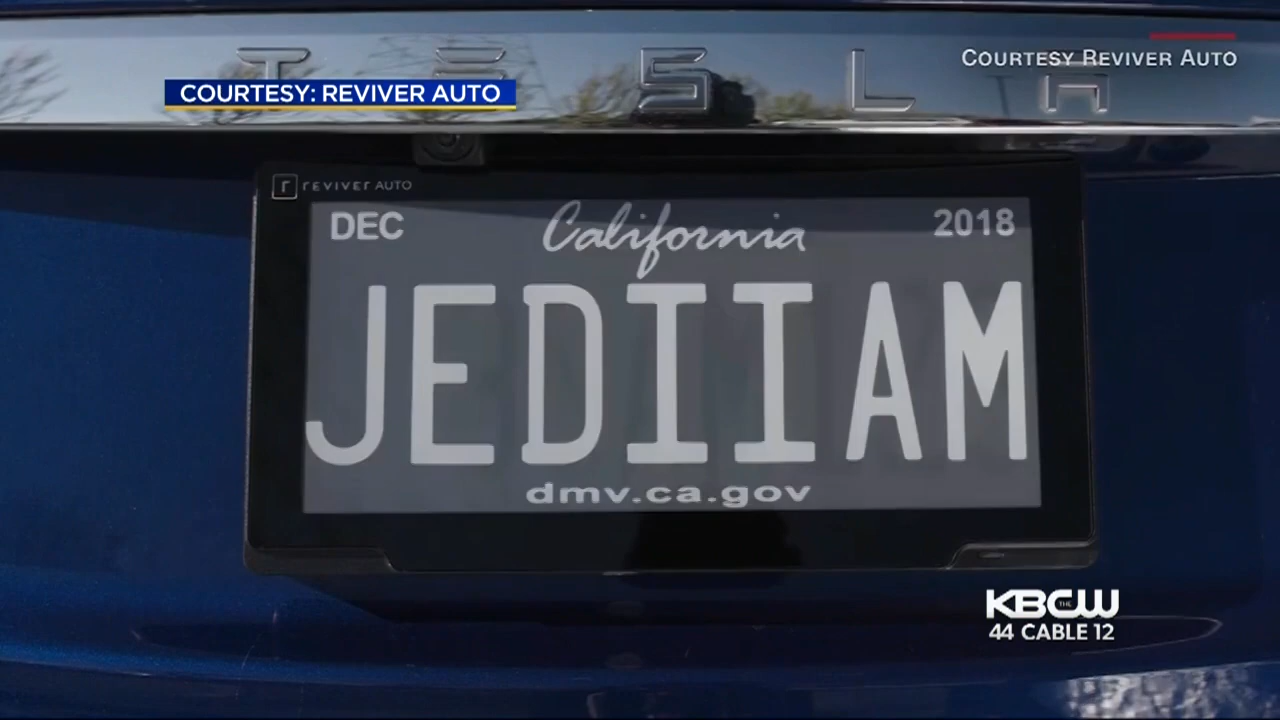 TESLA
COURTESY REVIVER AUTO
COURTESY: REVIVER AUTO
r reviver AUTO
DEC California 2018
JEDIIAM
dmv.ca.gov
KBCW
THE
44 CABLE 12